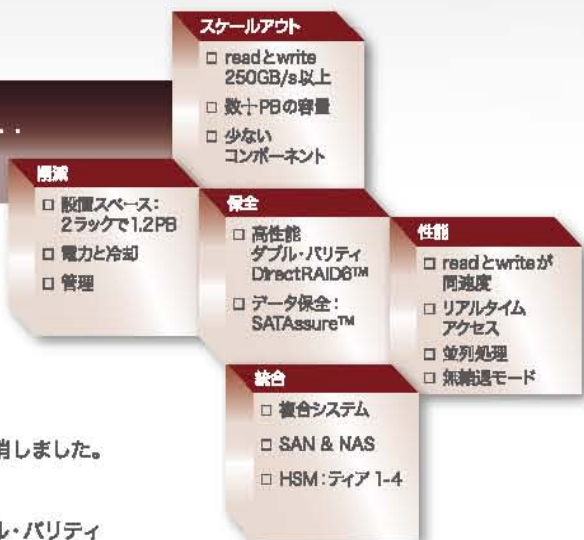 スケールアウト
□ readとwrite
250GB/s以上
□ 数十PBの容量
□ 少ない
コンポーネント
..
削減
□ 設置スペース：
2ラックで1.2PB
□ 電力と冷却
□ 管理
保全
□ 高性能
ダブル・パリティ
DirectRAID6™
□ データ保全：
SATAssure™
性能
□ readとwriteが
同速度
□ リアルタイム
アクセス
□ 並列処理
□ 無縮退モード
統合
□ 複合システム
□ SAN & NAS
□ HSM：ティア 1-4
消しました。
ル・パリティ